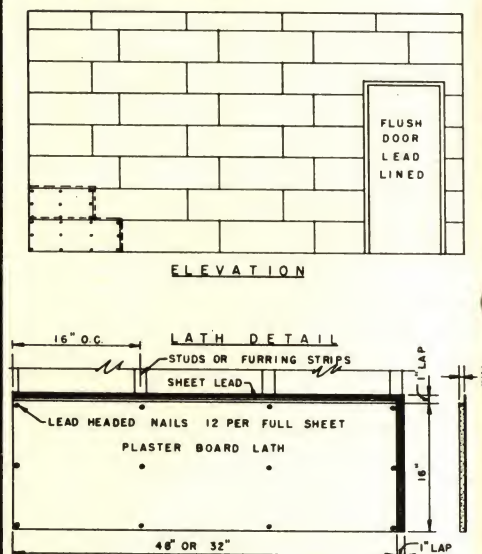 FLUSH
DOOR
LEAD
LINED
ELEVATION
16" O.C.
LATH DETAIL
STUDS OR FURRING STRIPS
SHEET LEAD
1" LAP
LEAD HEADED NAILS 12 PER FULL SHEET
PLASTER BOARD LATH
16"
48" OR 32"
1" LAP